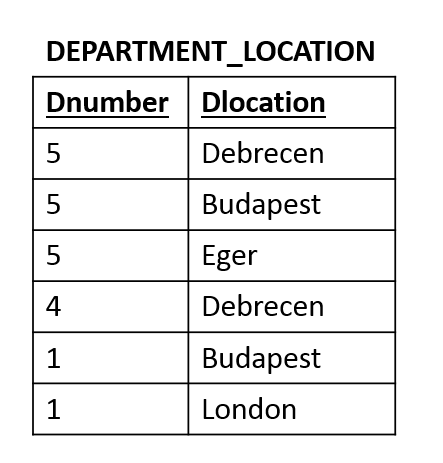 DEPARTMENT_LOCATION
Dnumber Dlocation
5 Debrecen
5 Budapest
5 Eger
4 Debrecen
1 Budapest
1 London